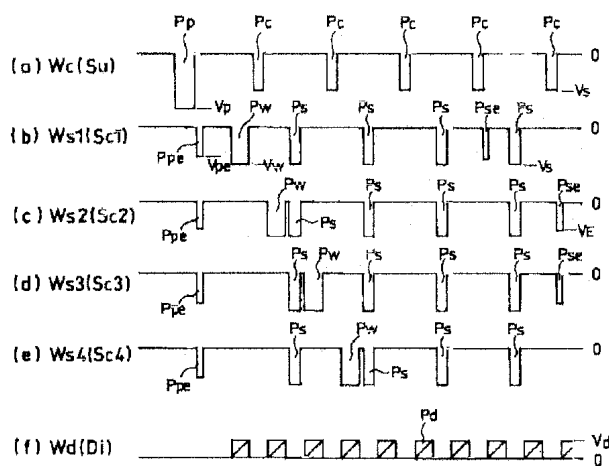 Pp Pc Pc Pc Pc Pc
(a) Wc(Su) 0
Vp Vs
Pw Ps Ps Ps Pse Ps
(b) Ws1(Sc1) 0
Ppe Vpe Vw Vs
Pw Ps Ps Ps Pse
(c) Ws2(Sc2) 0
Ppe Ps VE
Ps Pw Ps Ps Ps Pse
(d) Ws3(Sc3) 0
Ppe
Ps Pw Ps Ps
(e) Ws4(Sc4) 0
Ppe Ps
Pd
(f) Wd(Di) Vd
0